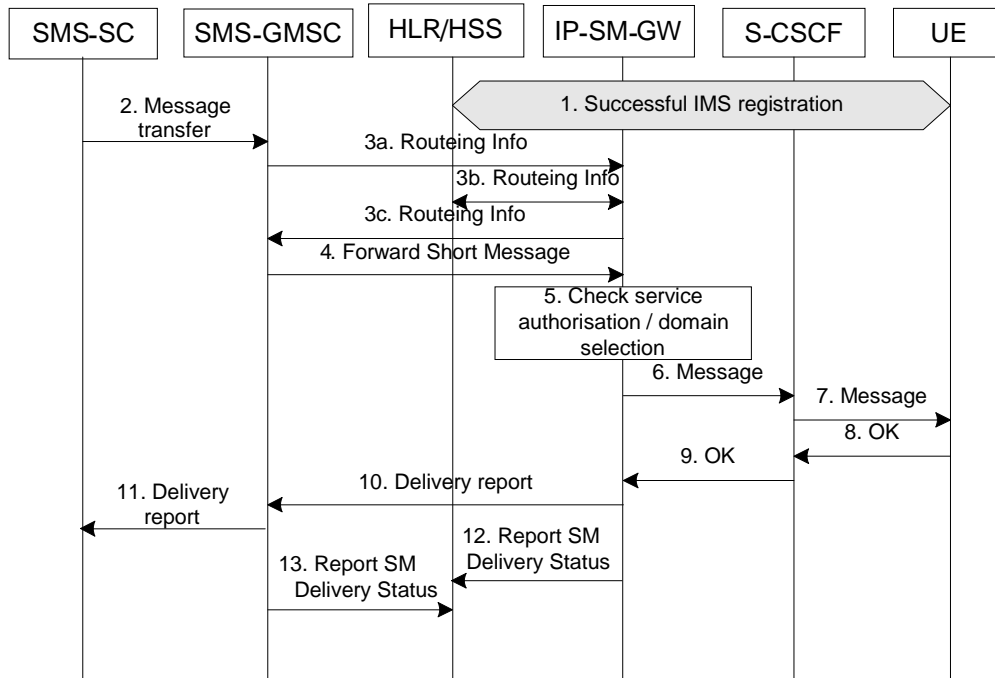 SMS-SC
SMS-GMSC
HLR/HSS
IP-SM-GW
S-CSCF
UE
1. Successful IMS registration
2. Message
transfer
3a. Routeing Info
3b. Routeing Info
3c. Routeing Info
4. Forward Short Message
5. Check service
authorisation / domain
selection
6. Message
7. Message
8. OK
9. OK
10. Delivery report
11. Delivery
report
12. Report SM
Delivery Status
13. Report SM
Delivery Status